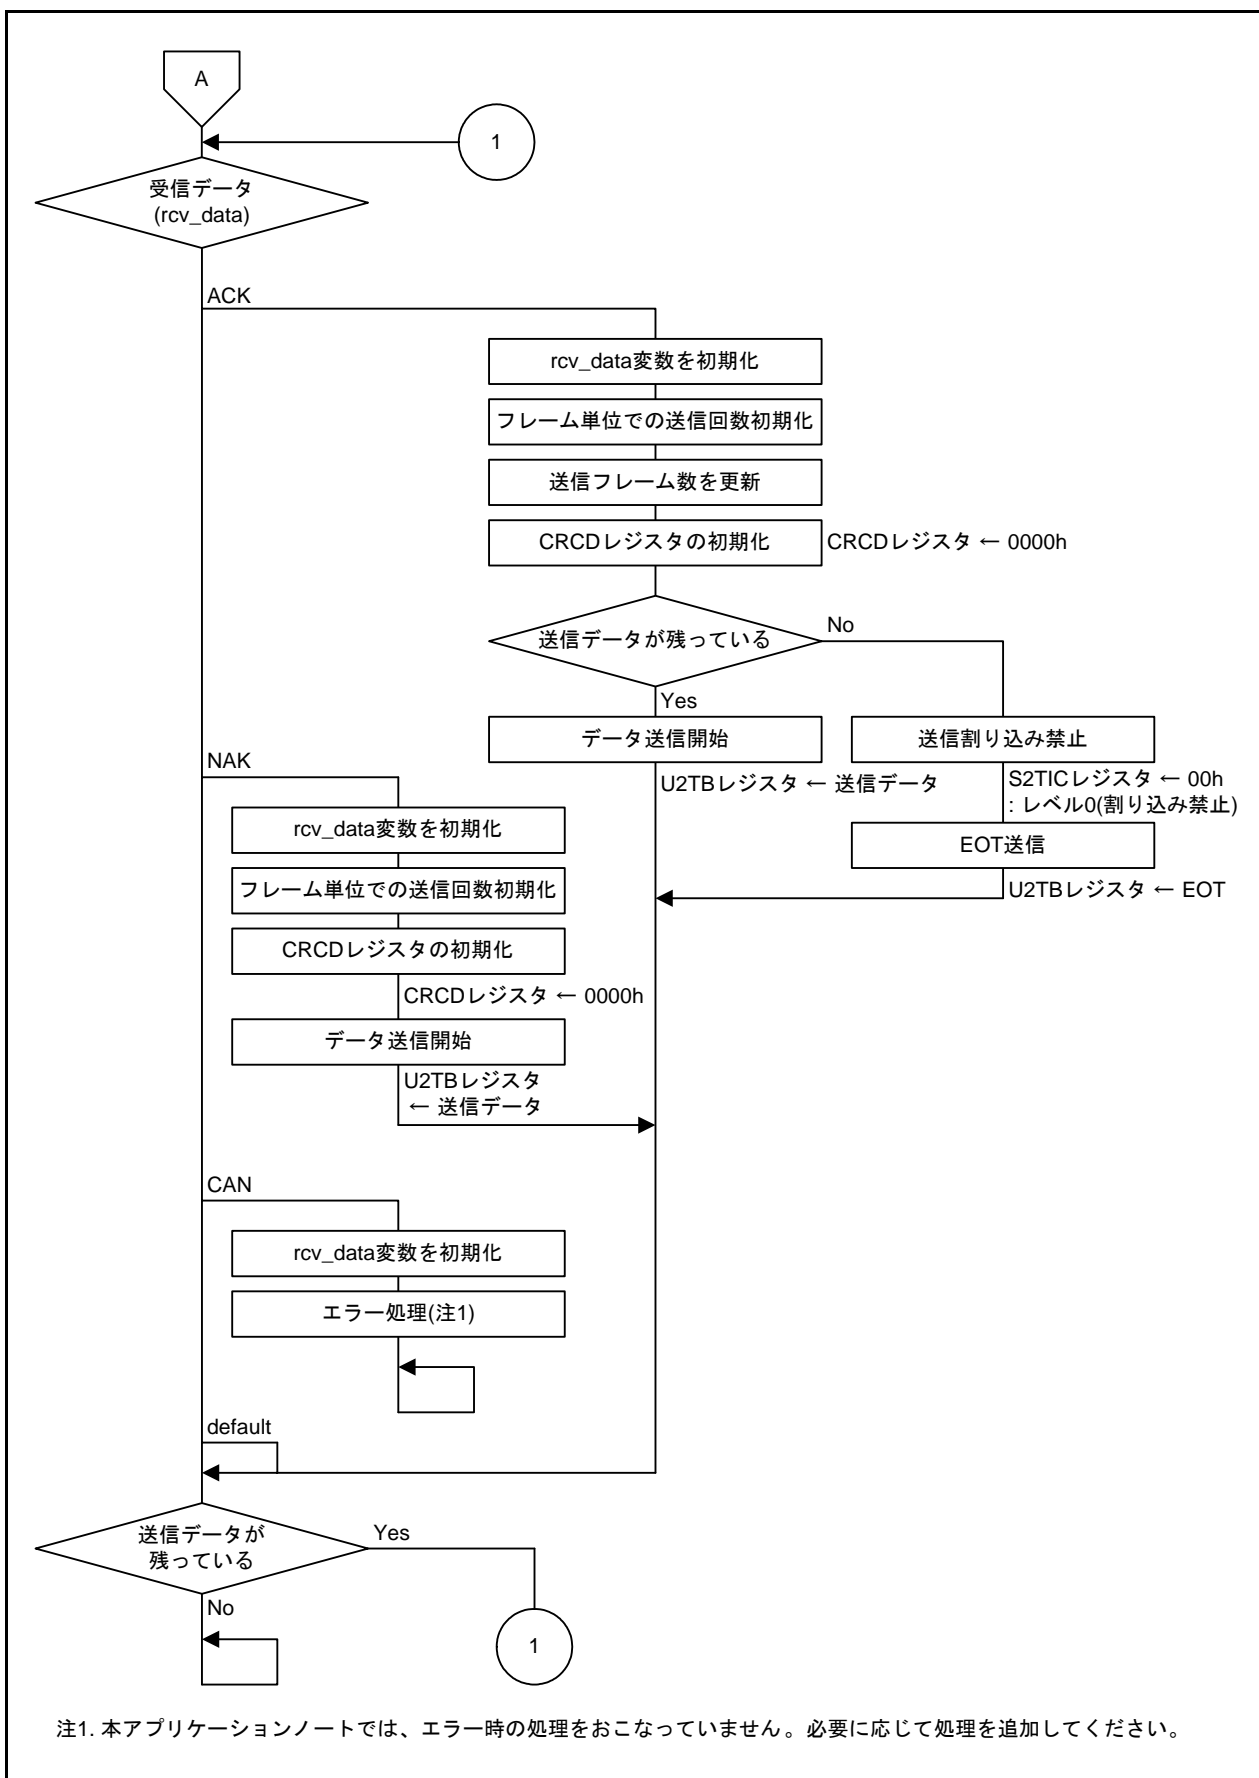 A
1
受信データ
(rcv_data)
ACK
rcv_data変数を初期化
フレーム単位での送信回数初期化
送信フレーム数を更新
CRCDレジスタの初期化
CRCDレジスタ ← 0000h
送信データが残っている
No
Yes
データ送信開始
送信割り込み禁止
U2TBレジスタ ← 送信データ
S2TICレジスタ ← 00h
: レベル0(割り込み禁止)
EOT送信
U2TBレジスタ ← EOT
NAK
rcv_data変数を初期化
フレーム単位での送信回数初期化
CRCDレジスタの初期化
CRCDレジスタ ← 0000h
データ送信開始
U2TBレジスタ
← 送信データ
CAN
rcv_data変数を初期化
エラー処理(注1)
default
送信データが
残っている
Yes
No
1
注1. 本アプリケーションノートでは、エラー時の処理をおこなっていません。必要に応じて処理を追加してください。